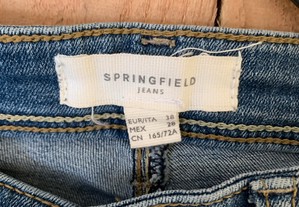 SPRINGFIELD
JEANS
EUR/ITA 38
MEX 28
CN 165/72A